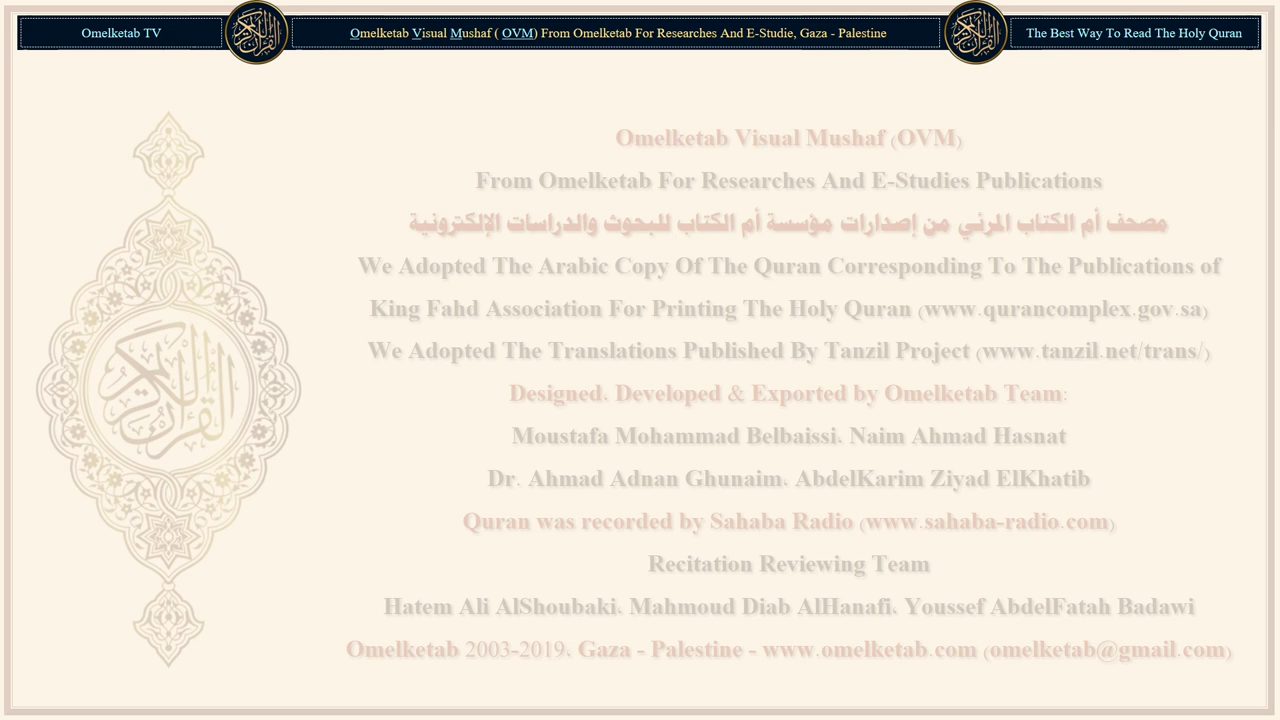 Omelketab TV
Omelketab Visual Mushaf ( OVM) From Omelketab For Researches And E-Studie, Gaza - Palestine
The Best Way To Read The Holy Quran
Omelketab Visual Mushaf (OVM)
From Omelketab For Researches And E-Studies Publications
مصحف أم الكتاب المرئي من إصدارات مؤسسة أم الكتاب للبحوث والدراسات الإلكترونية
We Adopted The Arabic Copy Of The Quran Corresponding To The Publications of
King Fahd Association For Printing The Holy Quran (www.qurancomplex.gov.sa)
We Adopted The Translations Published By Tanzil Project (www.tanzil.net/trans/)
Designed, Developed & Exported by Omelketab Team:
Moustafa Mohammad Belbaissi, Naim Ahmad Hasnat
Dr. Ahmad Adnan Ghunaim, AbdelKarim Ziyad ElKhatib
Quran was recorded by Sahaba Radio (www.sahaba-radio.com)
Recitation Reviewing Team
Hatem Ali AlShoubaki, Mahmoud Diab AlHanafi, Youssef AbdelFatah Badawi
Omelketab 2003-2019, Gaza - Palestine - www.omelketab.com (omelketab@gmail.com)
القرآن الكريم